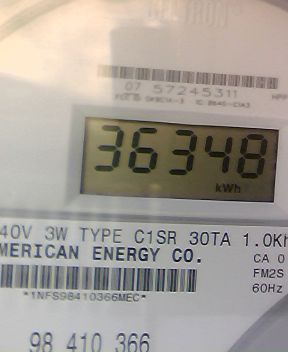 07 57245311
36348
kWh
40V 3W TYPE C1SR 30TA 1.0Kh
MERICAN ENERGY CO.
CA 0
FM2S
60Hz
*1NFS98410366MEC*
98 410 366